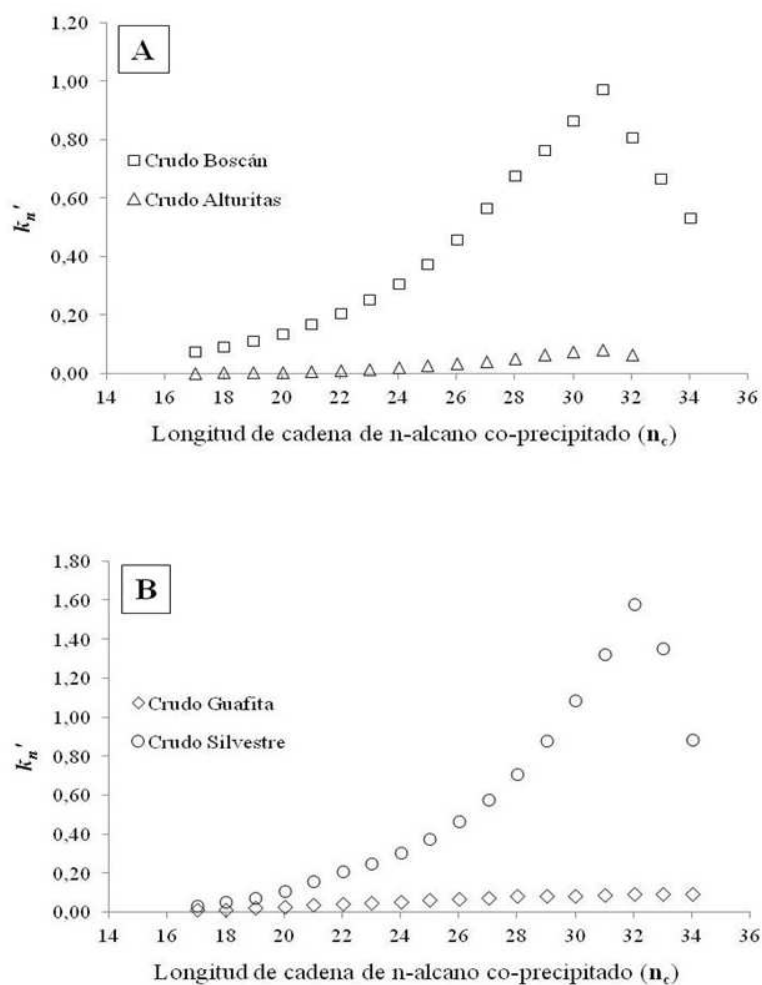 1,20
A
1,00
0,80
□ Crudo Boscán
0,60
△ Crudo Alturitas
kn'
0,40
0,20
0,00
14 16 18 20 22 24 26 28 30 32 34 36
Longitud de cadena de n-alcano co-precipitado (nc)
1,80
B
1,60
1,40
1,20
◇ Crudo Guafita
1,00
○ Crudo Silvestre
kn'
0,80
0,60
0,40
0,20
0,00
14 16 18 20 22 24 26 28 30 32 34 36
Longitud de cadena de n-alcano co-precipitado (nc)